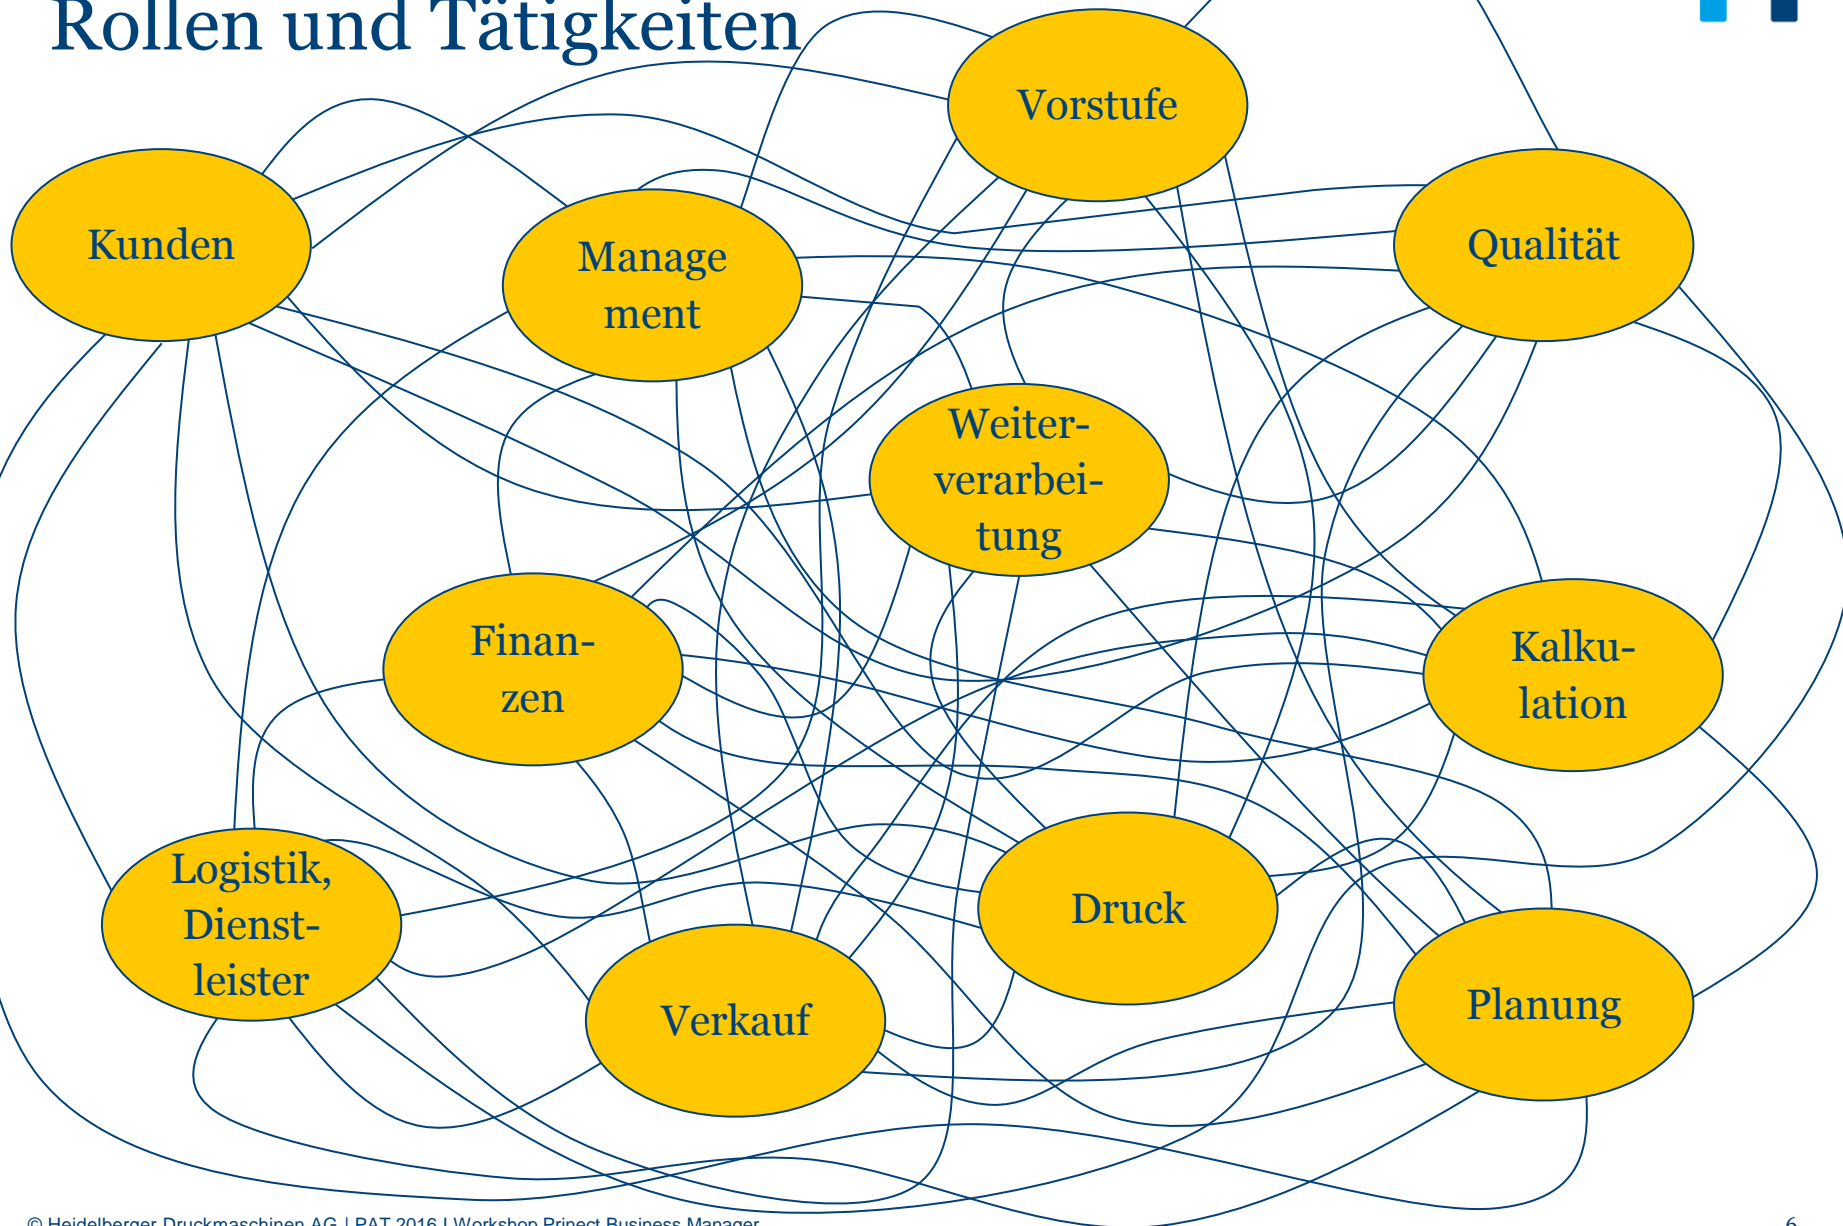 Rollen und Tätigkeiten
Vorstufe
Kunden
Manage
ment
Qualität
Weiter-
verarbei-
tung
Finan-
zen
Kalku-
lation
Logistik,
Dienst-
leister
Druck
Verkauf
Planung
© Heidelberger Druckmaschinen AG | PAT 2016 I Workshop Prinect Business Manager
6